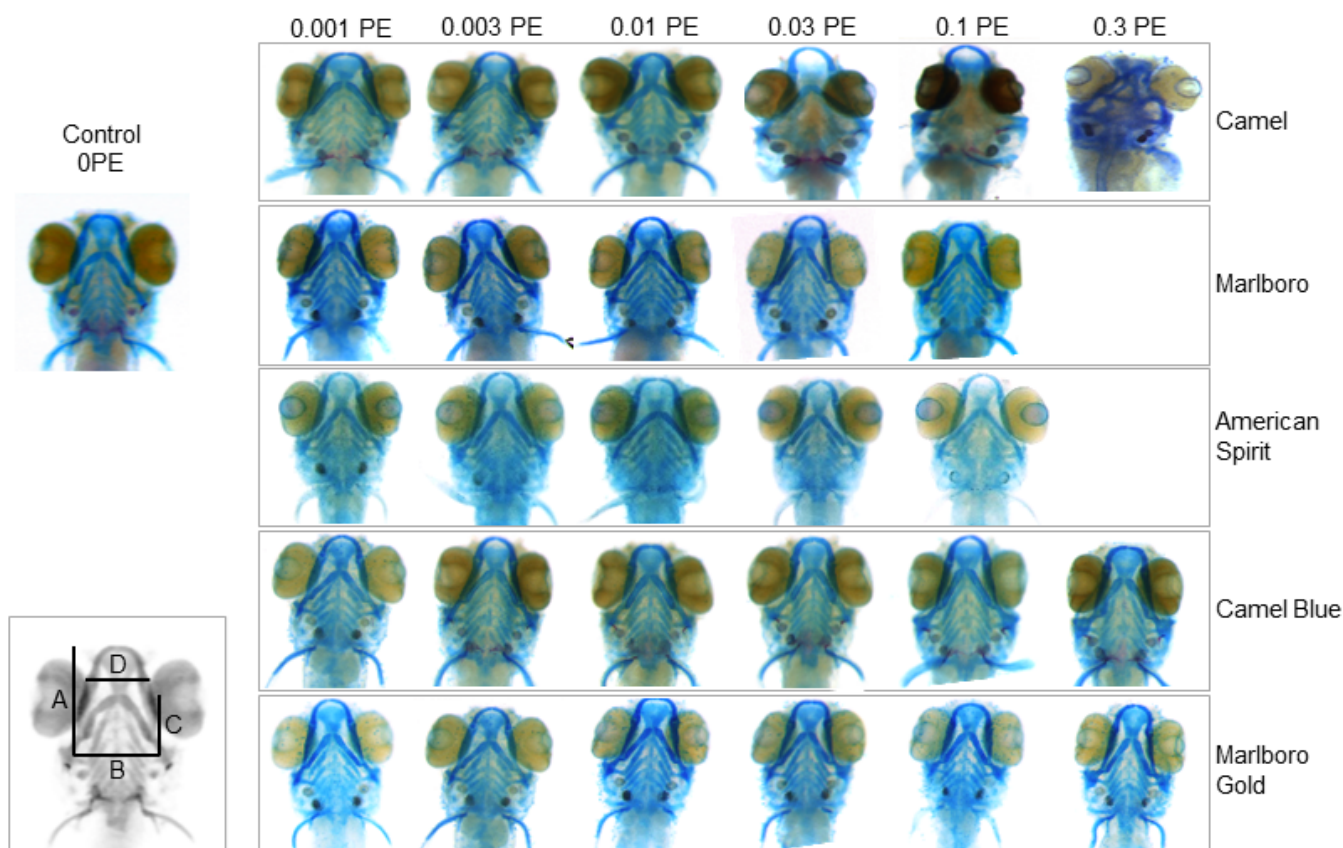 0.001 PE 0.003 PE 0.01 PE 0.03 PE 0.1 PE 0.3 PE
Control
0PE
Camel
Marlboro
American
Spirit
Camel Blue
Marlboro
Gold
D
A
C
B